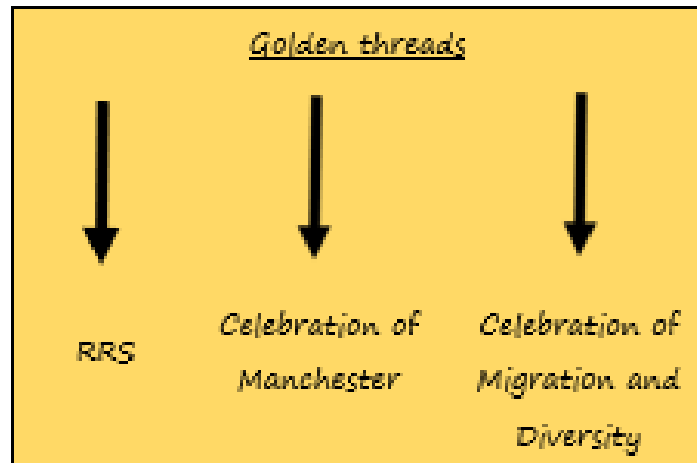 Golden threads
RRS
Celebration of
Manchester
Celebration of
Migration and
Diversity